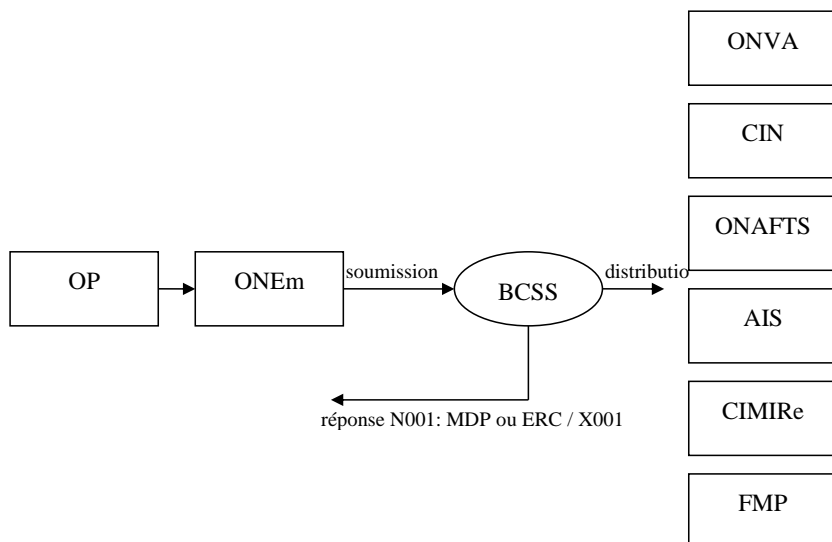 ONVA
CIN
ONAFTS
OP
ONEm
soumission
BCSS
distributio
AIS
CIMIRe
réponse N001: MDP ou ERC / X001
FMP